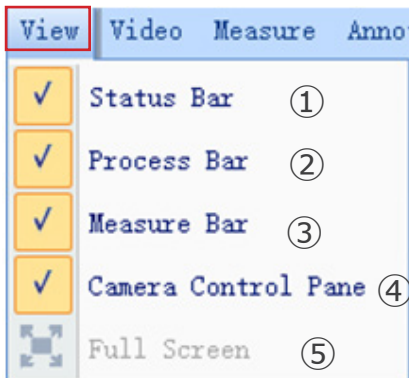 View Video Measure Anno
Status Bar ①
Process Bar ②
Measure Bar ③
Camera Control Pane ④
Full Screen ⑤